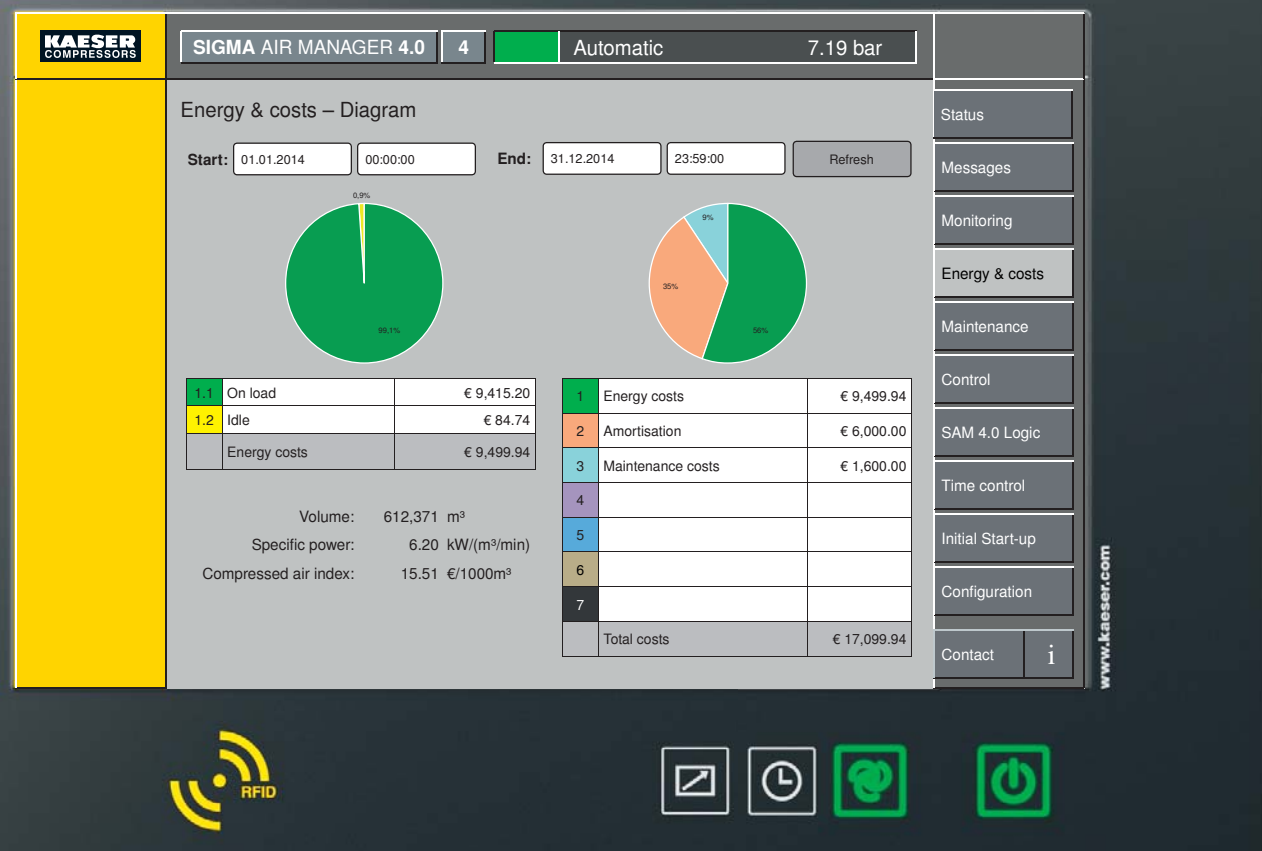 KAESER
COMPRESSORS
SIGMA AIR MANAGER 4.0 4 Automatic 7.19 bar
Energy & costs – Diagram
Start: 01.01.2014 00:00:00 End: 31.12.2014 23:59:00 Refresh
0,9%
99,1%
9%
35%
56%
1.1 On load € 9,415.20
1.2 Idle € 84.74
Energy costs € 9,499.94
Volume: 612,371 m³
Specific power: 6.20 kW/(m³/min)
Compressed air index: 15.51 €/1000m³
1 Energy costs € 9,499.94
2 Amortisation € 6,000.00
3 Maintenance costs € 1,600.00
4
5
6
7
Total costs € 17,099.94
Status
Messages
Monitoring
Energy & costs
Maintenance
Control
SAM 4.0 Logic
Time control
Initial Start-up
Configuration
Contact i
www.kaeser.com
RFID